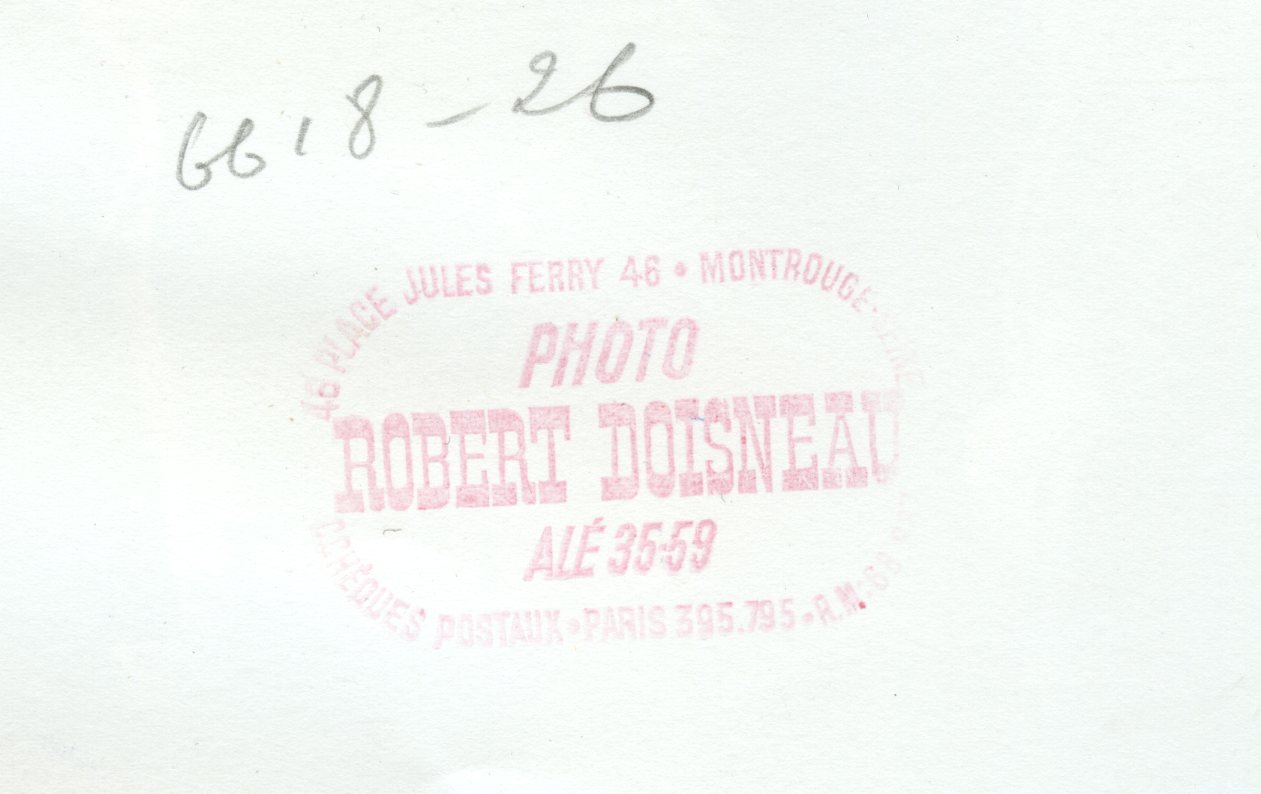 6618 - 26
46 PLACE JULES FERRY 46 • MONTROUGE-SEINE
PHOTO
ROBERT DOISNEAU
ALÉ 35-59
C. CHÈQUES POSTAUX • PARIS 395.795 • R.M.